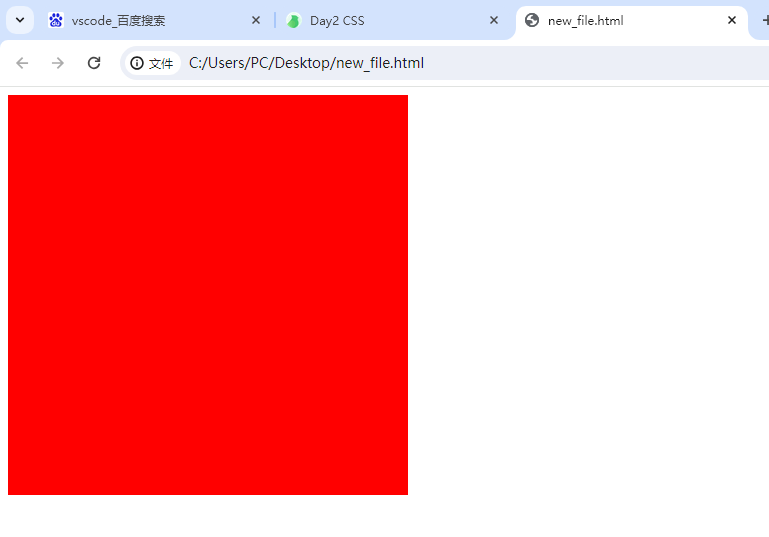 vscode_百度搜索
Day2 CSS
new_file.html
文件
C:/Users/PC/Desktop/new_file.html